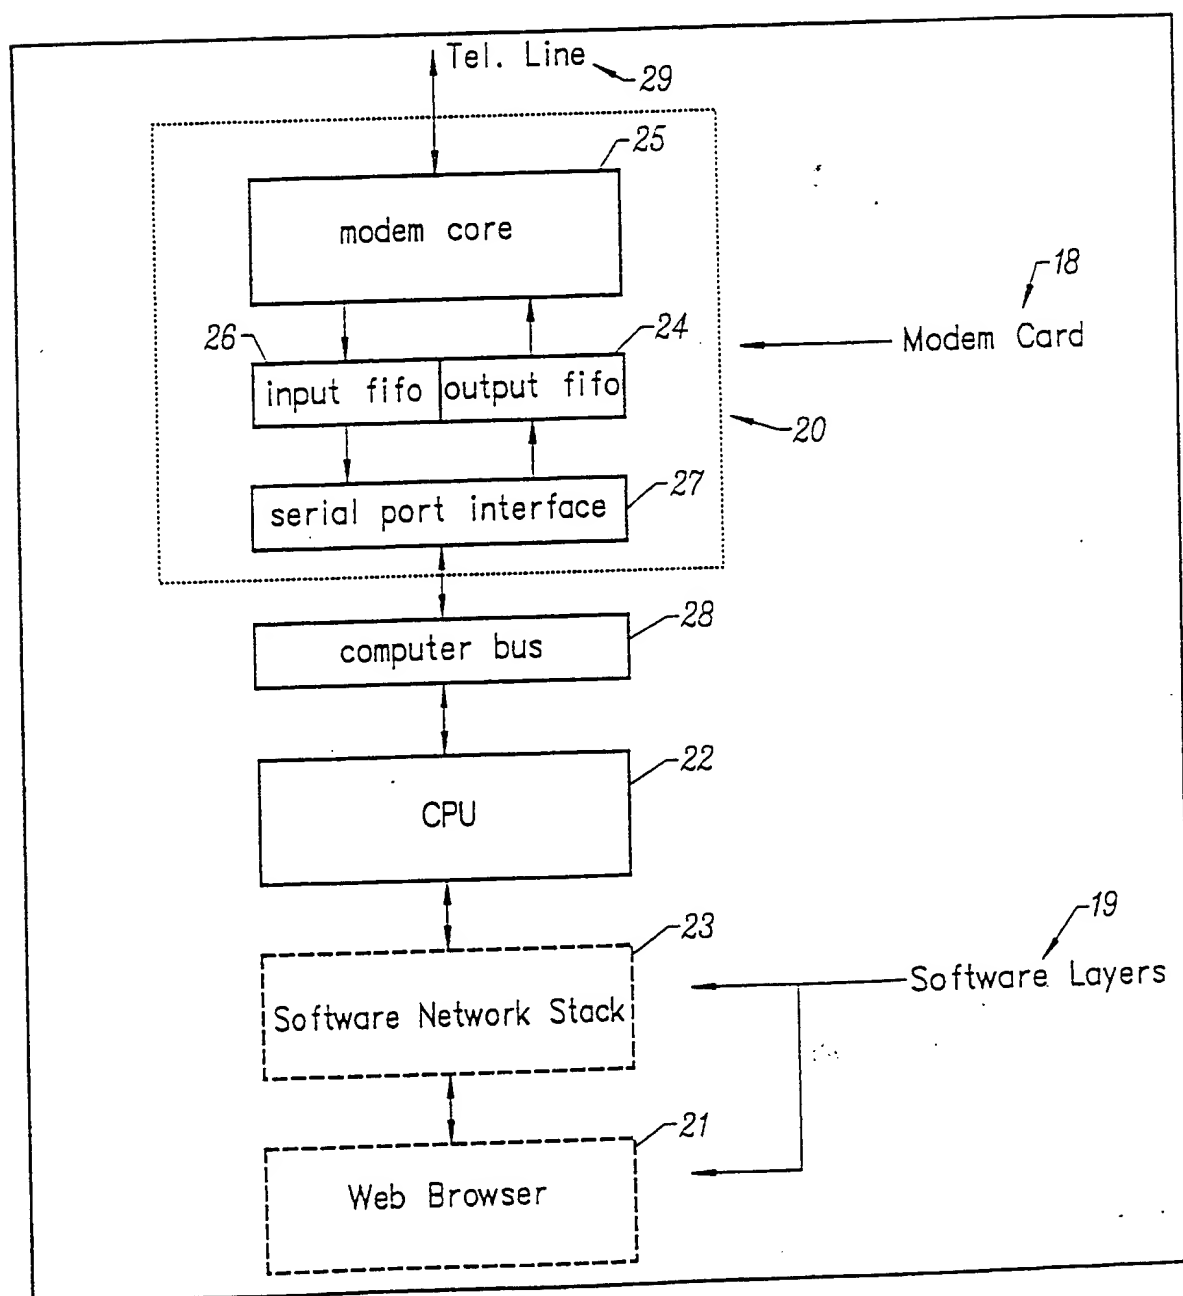 Tel. Line
29
25
modem core
18
Modem Card
26
24
input fifo
output fifo
20
27
serial port interface
28
computer bus
22
CPU
23
19
Software Layers
Software Network Stack
21
Web Browser